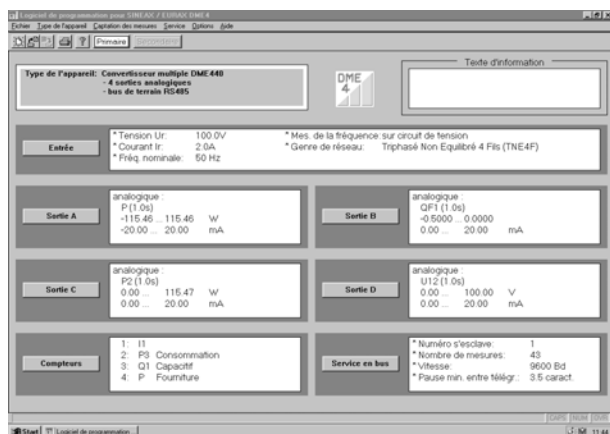 Logiciel de programmation pour SINEAX / EURAX DME4
Fichier Type de l'appareil Captation des mesures Service Options Aide
Primaire Secondaire
Type de l'appareil: Convertisseur multiple DME440
- 4 sorties analogiques
- bus de terrain RS485
DME
4
Texte d'information
Entrée
* Tension Ur: 100.0V * Mes. de la fréquence: sur circuit de tension
* Courant Ir: 2.0A * Genre de réseau: Triphasé Non Equilibré 4 Fils (TNE4F)
* Fréq. nominale: 50 Hz
Sortie A
analogique :
P (1.0s)
-115.46 ... 115.46 W
-20.00 ... 20.00 mA
Sortie B
analogique :
QF1 (1.0s)
-0.5000 ... 0.0000
0.00 ... 20.00 mA
Sortie C
analogique :
P2 (1.0s)
0.00 ... 115.47 W
0.00 ... 20.00 mA
Sortie D
analogique :
U12 (1.0s)
0.00 ... 100.00 V
0.00 ... 20.00 mA
Compteurs
1: I1
2: P3 Consommation
3: Q1 Capacitif
4: P Fourniture
Service en bus
* Numéro s'esclave: 1
* Nombre de mesures: 43
* Vitesse: 9600 Bd
* Pause min. entre télégr.: 3.5 caract.
CAPS NUM OVR
Start Logiciel de programmation... 11:44